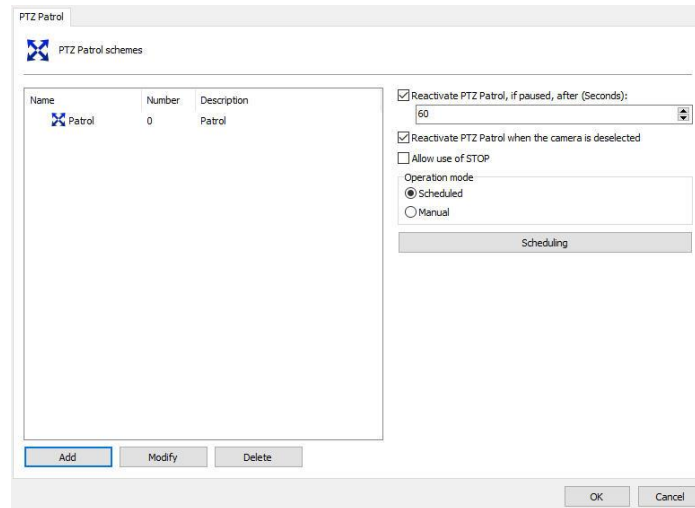 PTZ Patrol
PTZ Patrol schemes
Name Number Description
Patrol 0 Patrol
Reactivate PTZ Patrol, if paused, after (Seconds):
60
Reactivate PTZ Patrol when the camera is deselected
Allow use of STOP
Operation mode
Scheduled
Manual
Scheduling
Add Modify Delete
OK Cancel